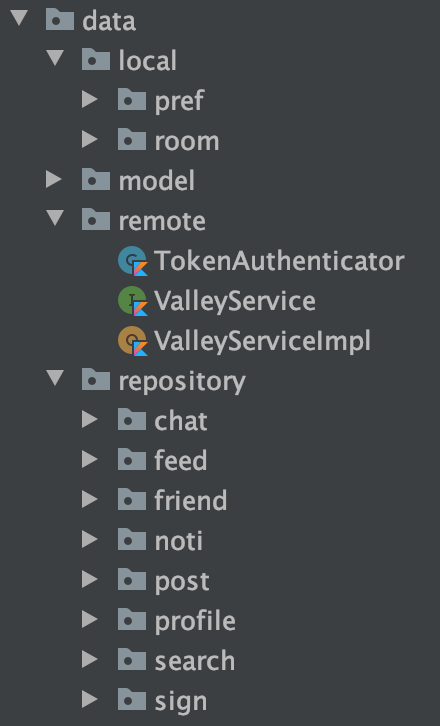 data
local
pref
room
model
remote
TokenAuthenticator
ValleyService
ValleyServiceImpl
repository
chat
feed
friend
noti
post
profile
search
sign